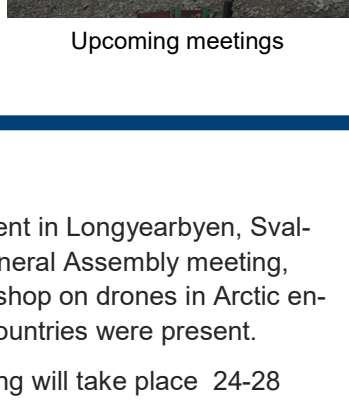 Upcoming meetings
ent in Longyearbyen, Sval-
neral Assembly meeting,
shop on drones in Arctic en-
ountries were present.
ng will take place  24-28